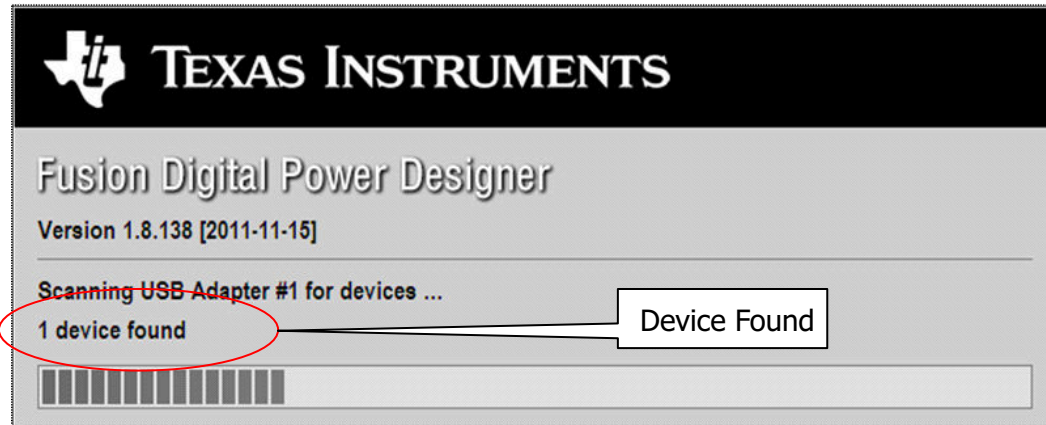 TEXAS INSTRUMENTS
Fusion Digital Power Designer
Version 1.8.138 [2011-11-15]
Scanning USB Adapter #1 for devices ...
1 device found
Device Found